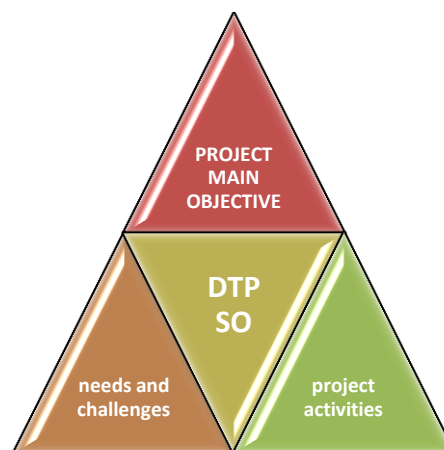 PROJECT
MAIN
OBJECTIVE
DTP
SO
needs and
challenges
project
activities